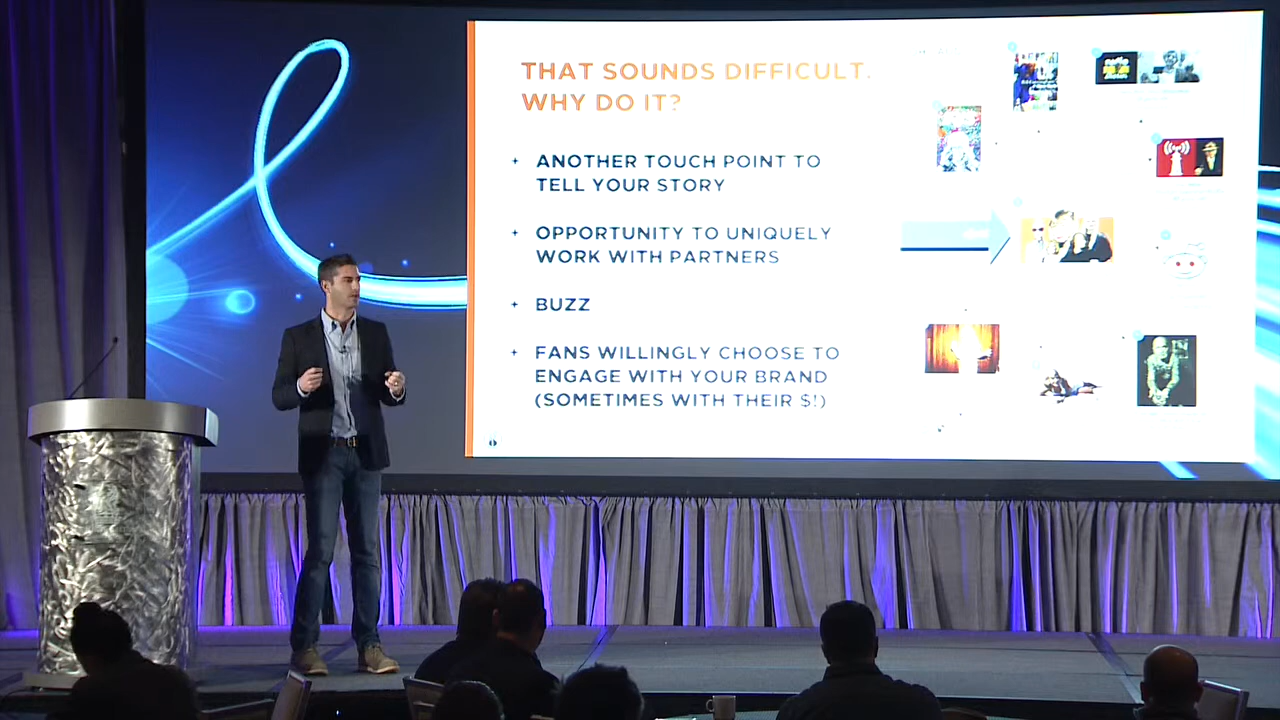 THAT SOUNDS DIFFICULT.
WHY DO IT?
+ ANOTHER TOUCH POINT TO
TELL YOUR STORY
+ OPPORTUNITY TO UNIQUELY
WORK WITH PARTNERS
+ BUZZ
+ FANS WILLINGLY CHOOSE TO
ENGAGE WITH YOUR BRAND
(SOMETIMES WITH THEIR $!)